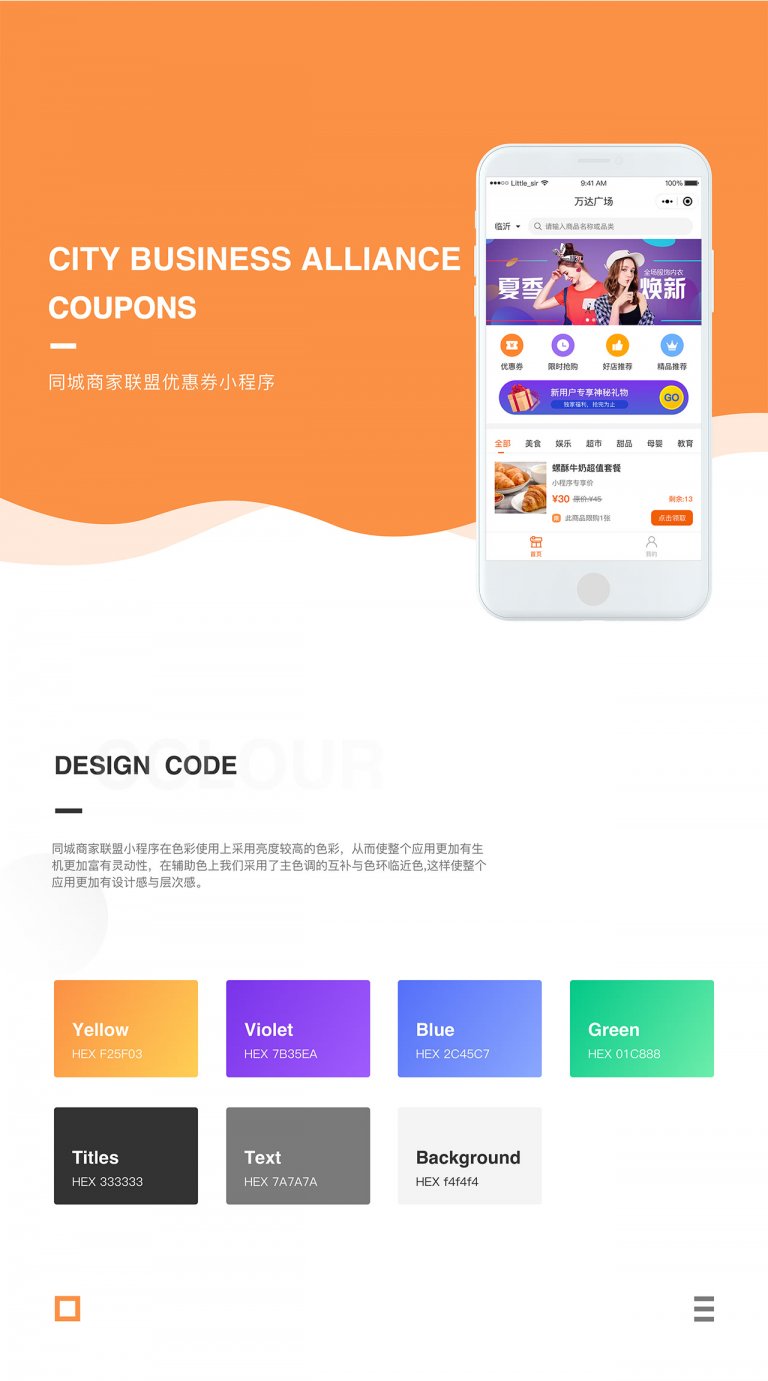 CITY BUSINESS ALLIANCE
COUPONS
同城商家联盟优惠券小程序
Little_sir 9:41 AM 100%
万达广场
临沂 请输入商品名称或品类
全场服饰内衣
夏季 焕新
优惠券 限时抢购 好店推荐 精品推荐
新用户专享神秘礼物
独家福利，抢完为止
GO
全部 美食 娱乐 超市 甜品 母婴 教育
螺酥牛奶超值套餐
小程序专享价
¥30 原价:¥45 剩余:13
此商品限购1张 点击领取
首页 我的
COLOUR
DESIGN CODE
同城商家联盟小程序在色彩使用上采用亮度较高的色彩，从而使整个应用更加有生
机更加富有灵动性，在辅助色上我们采用了主色调的互补与色环临近色,这样使整个
应用更加有设计感与层次感。
Yellow
HEX F25F03
Violet
HEX 7B35EA
Blue
HEX 2C45C7
Green
HEX 01C888
Titles
HEX 333333
Text
HEX 7A7A7A
Background
HEX f4f4f4